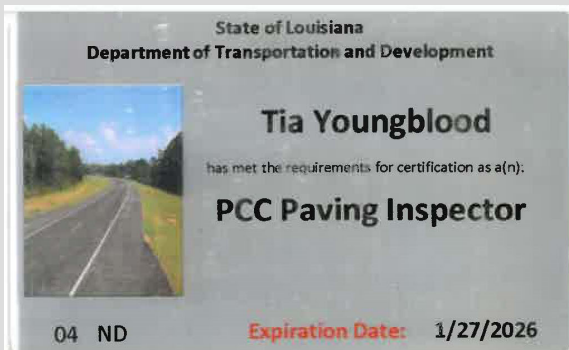 State of Louisiana
Department of Transportation and Development
Tia Youngblood
has met the requirements for certification as a(n):
PCC Paving Inspector
04 ND
Expiration Date: 1/27/2026